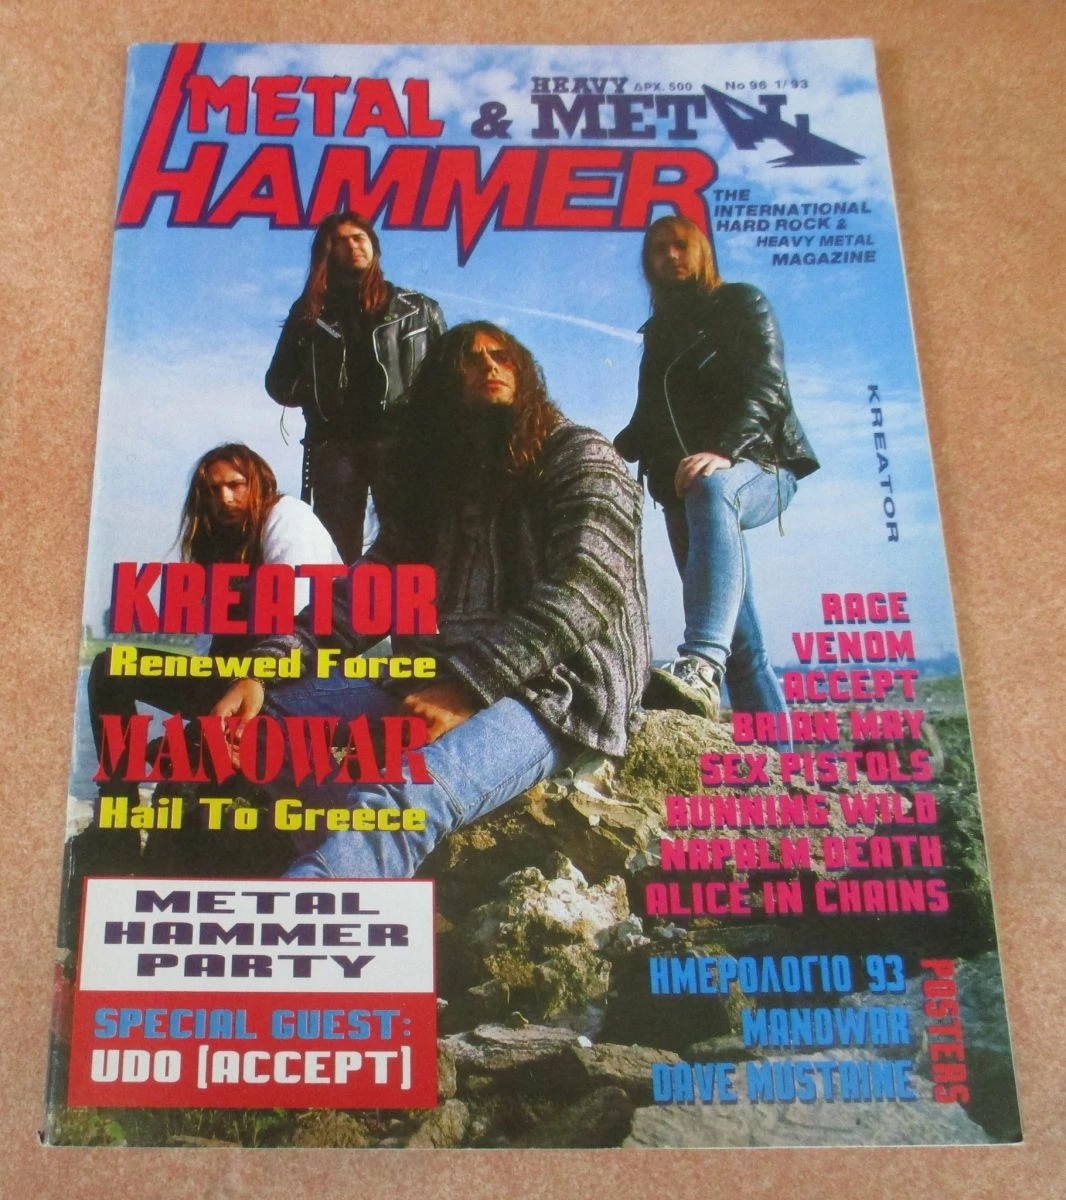 METAL
HAMMER
& HEAVY METAL
ΔΡΧ. 500
No 96 1/93
THE
INTERNATIONAL
HARD ROCK &
HEAVY METAL
MAGAZINE
KREATOR
KREATOR
Renewed Force
MANOWAR
Hail To Greece
METAL
HAMMER
PARTY
SPECIAL GUEST:
UDO (ACCEPT)
RAGE
VENOM
ACCEPT
BRIAN MAY
SEX PISTOLS
RUNNING WILD
NAPALM DEATH
ALICE IN CHAINS
ΗΜΕΡΟΛΟΓΙΟ 93
MANOWAR
DAVE MUSTAINE
POSTERS